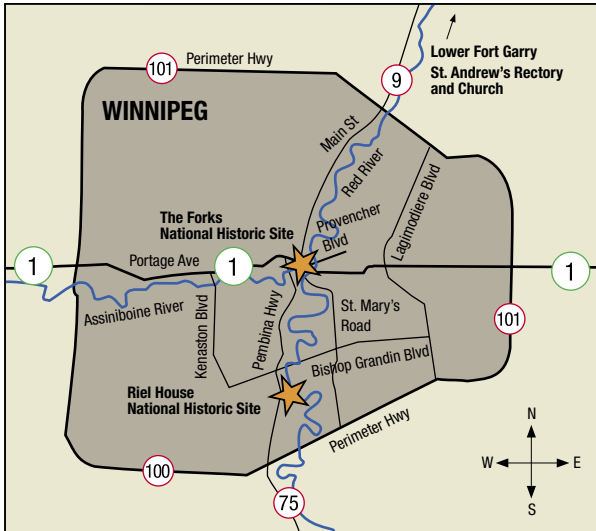 Lower Fort Garry
St. Andrew's Rectory
and Church
101
Perimeter Hwy
9
WINNIPEG
Main St
Red River
Provencher
Blvd
Lagimodiere Blvd
The Forks
National Historic Site
1
Portage Ave
1
1
Assiniboine River
Kenaston Blvd
Pembina Hwy
St. Mary's
Road
101
Bishop Grandin Blvd
Riel House
National Historic Site
Perimeter Hwy
100
75
N
W
E
S